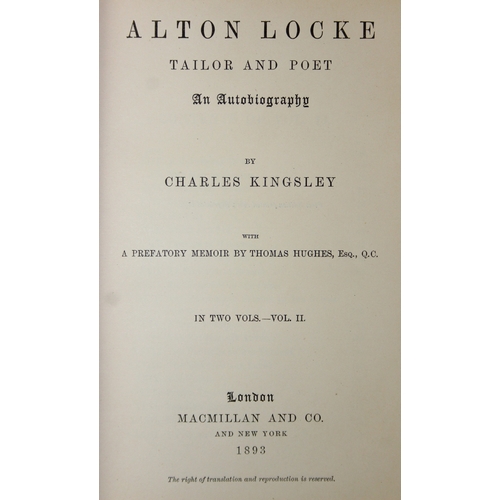 ALTON LOCKE
TAILOR AND POET
An Autobiography
BY
CHARLES KINGSLEY
WITH
A PREFATORY MEMOIR BY THOMAS HUGHES, Esq., Q.C.
IN TWO VOLS.—VOL. II.
London
MACMILLAN AND CO.
AND NEW YORK
1893
The right of translation and reproduction is reserved.